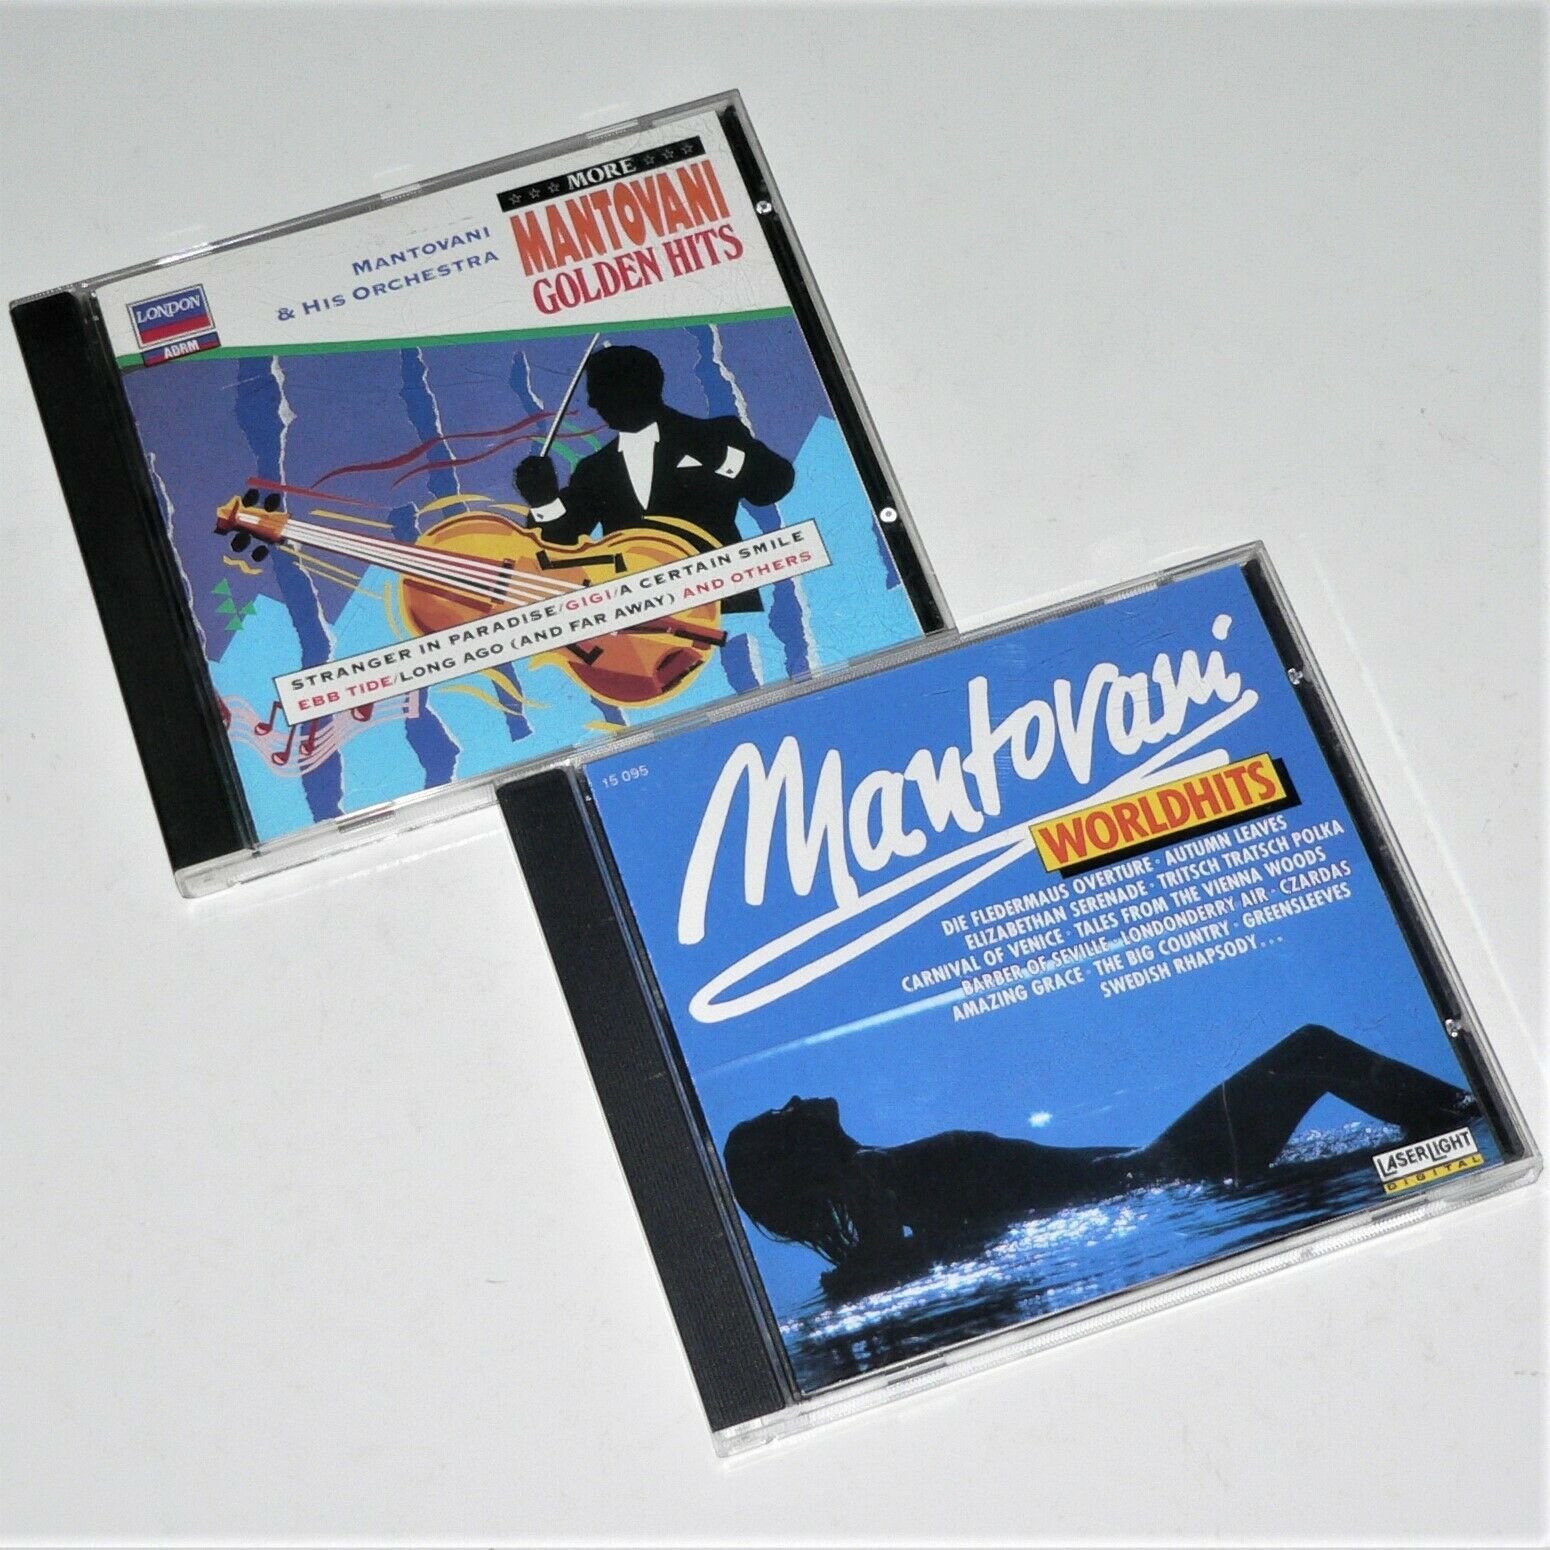 MORE
MANTOVANI
GOLDEN HITS
MANTOVANI
& HIS ORCHESTRA
LONDON
ADRM
STRANGER IN PARADISE/GIGI/A CERTAIN SMILE
EBB TIDE/LONG AGO (AND FAR AWAY) AND OTHERS
15 095
Mantovani
WORLDHITS
DIE FLEDERMAUS OVERTURE · AUTUMN LEAVES
ELIZABETHAN SERENADE · TRITSCH TRATSCH POLKA
CARNIVAL OF VENICE · TALES FROM THE VIENNA WOODS
BARBER OF SEVILLE · LONDONDERRY AIR · CZARDAS
AMAZING GRACE · THE BIG COUNTRY · GREENSLEEVES
SWEDISH RHAPSODY...
LASERLIGHT
DIGITAL